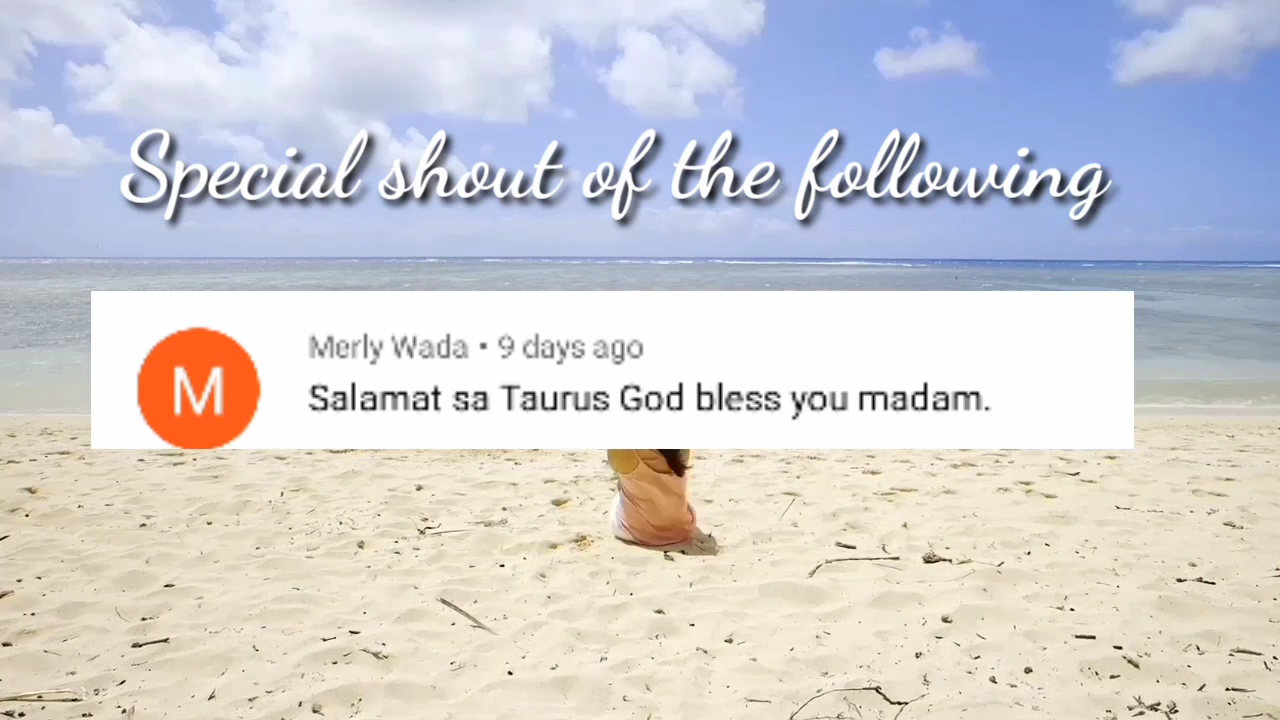 Special shout of the following
M
Merly Wada • 9 days ago
Salamat sa Taurus God bless you madam.